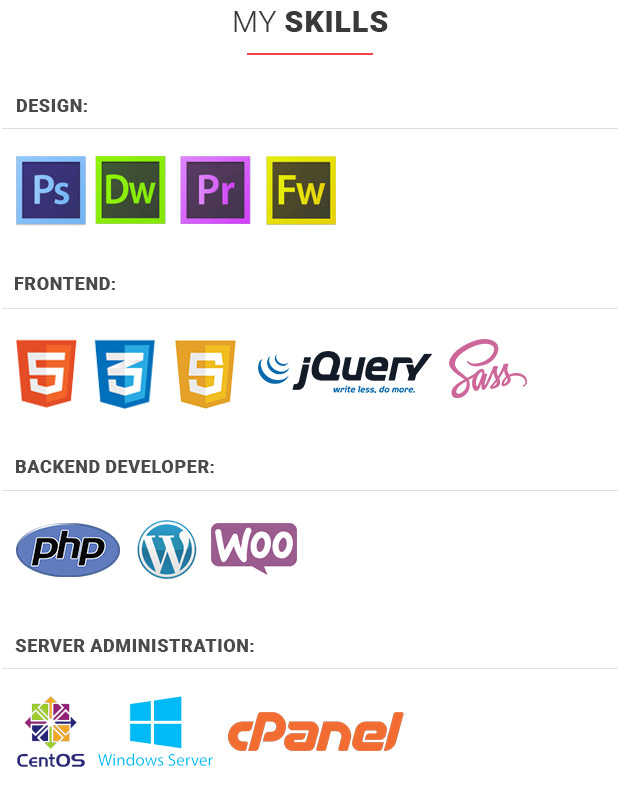 MY SKILLS
DESIGN:
Ps Dw Pr Fw
FRONTEND:
5 3 5 jQuery Sass
write less, do more.
BACKEND DEVELOPER:
php W WOO
SERVER ADMINISTRATION:
CentOS Windows Server cPanel